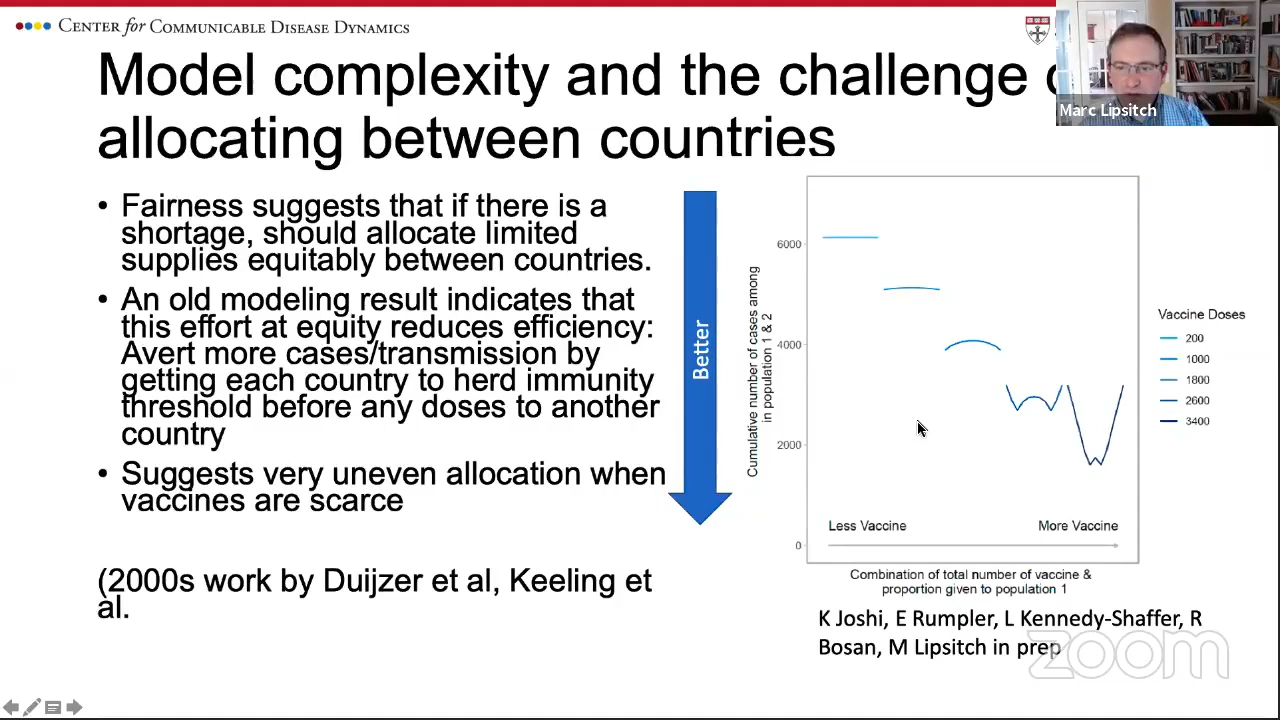 CENTER for COMMUNICABLE DISEASE DYNAMICS
Model complexity and the challenge
allocating between countries
Marc Lipsitch
• Fairness suggests that if there is a
shortage, should allocate limited
supplies equitably between countries.
• An old modeling result indicates that
this effort at equity reduces efficiency:
Avert more cases/transmission by
getting each country to herd immunity
threshold before any doses to another
country
• Suggests very uneven allocation when
vaccines are scarce
(2000s work by Duijzer et al, Keeling et
al.
Better
Cumulative number of cases among
in population 1 & 2
6000
4000
2000
0
Less Vaccine
More Vaccine
Combination of total number of vaccine &
proportion given to population 1
Vaccine Doses
200
1000
1800
2600
3400
K Joshi, E Rumpler, L Kennedy-Shaffer, R
Bosan, M Lipsitch in prep
zoom